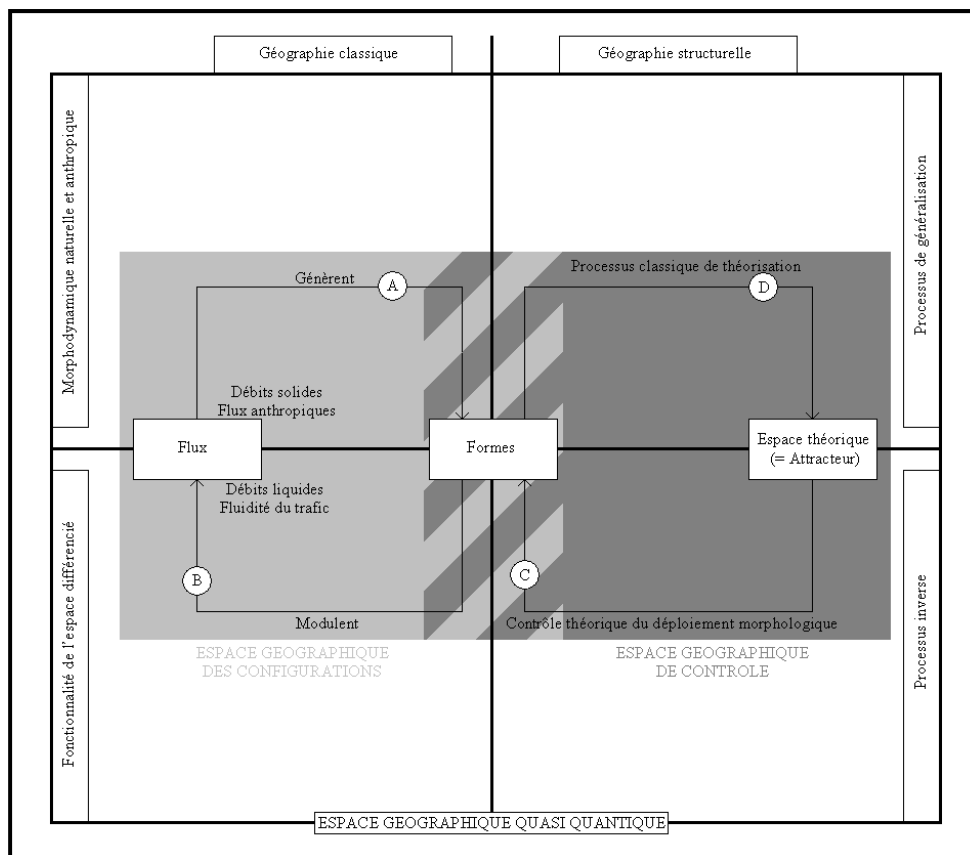 Géographie classique
Géographie structurelle
Morphodynamique naturelle et anthropique
Processus de généralisation
Génèrent
A
Processus classique de théorisation
D
Débits solides
Flux anthropiques
Flux
Formes
Espace théorique
(= Attracteur)
Débits liquides
Fluidité du trafic
B
C
Modulent
Contrôle théorique du déploiement morphologique
ESPACE GEOGRAPHIQUE
DES CONFIGURATIONS
ESPACE GEOGRAPHIQUE
DE CONTROLE
Fonctionnalité de l'espace différencié
Processus inverse
ESPACE GEOGRAPHIQUE QUASI QUANTIQUE